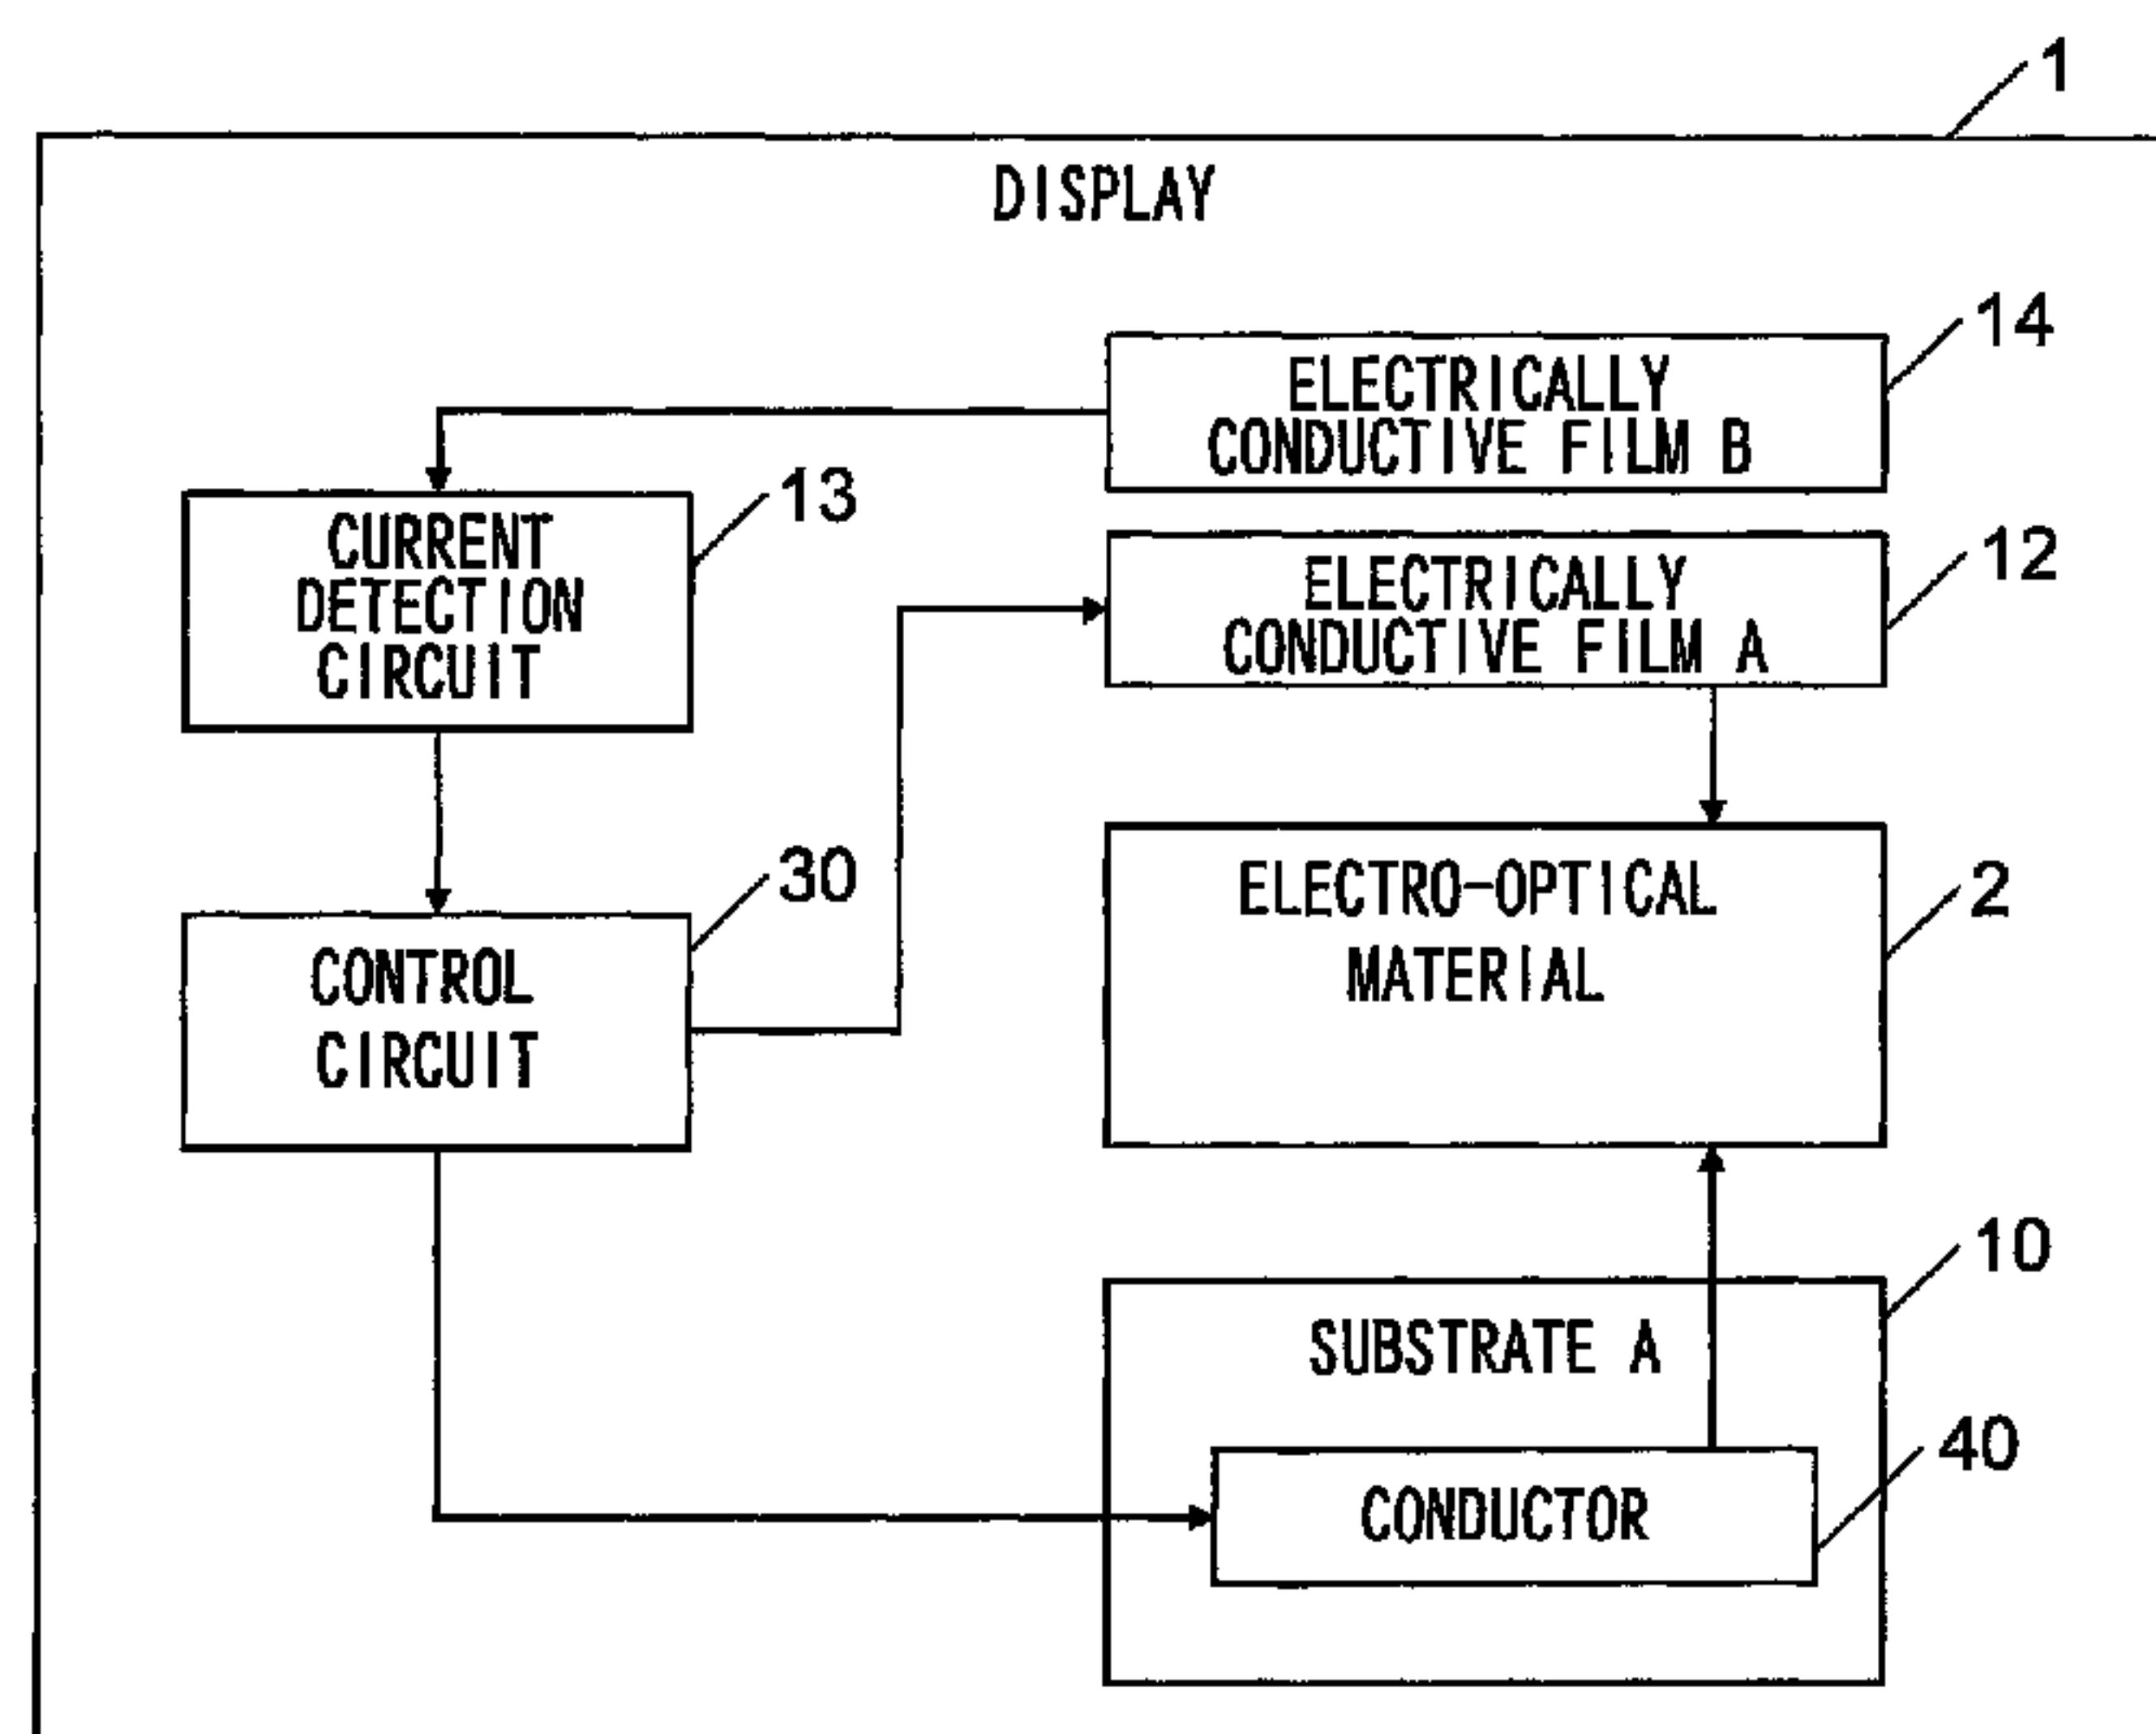 1
DISPLAY
14
ELECTRICALLY
CONDUCTIVE FILM B
13
CURRENT
DETECTION
CIRCUIT
12
ELECTRICALLY
CONDUCTIVE FILM A
30
CONTROL
CIRCUIT
2
ELECTRO-OPTICAL
MATERIAL
10
SUBSTRATE A
40
CONDUCTOR